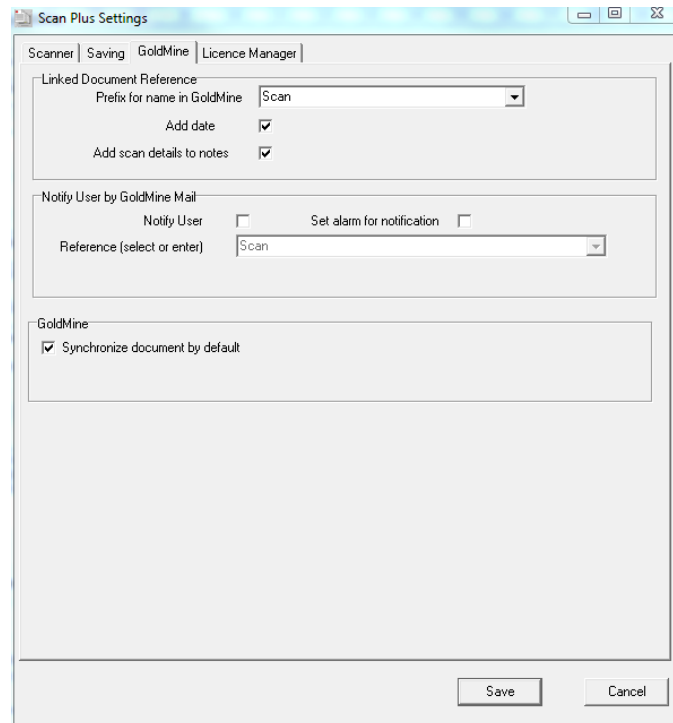 Scan Plus Settings
Scanner Saving GoldMine Licence Manager
Linked Document Reference
Prefix for name in GoldMine Scan
Add date
Add scan details to notes
Notify User by GoldMine Mail
Notify User Set alarm for notification
Reference (select or enter) Scan
GoldMine
Synchronize document by default
Save Cancel